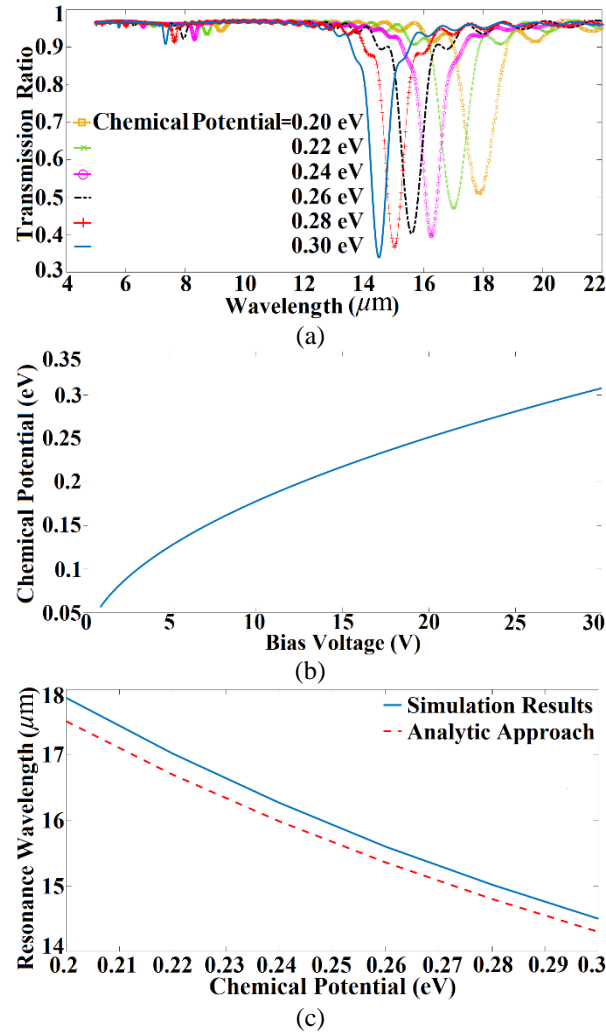 1
0.9
0.8
0.7
0.6
0.5
0.4
0.3
Transmission Ratio
Chemical Potential=0.20 eV
0.22 eV
0.24 eV
0.26 eV
0.28 eV
0.30 eV
4 6 8 10 12 14 16 18 20 22
Wavelength (μm)
(a)
0.35
0.3
0.25
0.2
0.15
0.1
0.05
Chemical Potential (eV)
0 5 10 15 20 25 30
Bias Voltage (V)
(b)
18
17
16
15
14
Resonance Wavelength (μm)
Simulation Results
Analytic Approach
0.2 0.21 0.22 0.23 0.24 0.25 0.26 0.27 0.28 0.29 0.3
Chemical Potential (eV)
(c)